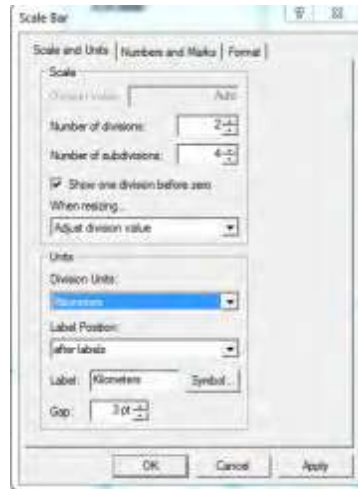 Scale Bar
Scale and Units Numbers and Marks Format
Scale
Division value: Auto
Number of divisions: 2
Number of subdivisions: 4
Show one division before zero
When resizing...
Adjust division value
Units
Division Units:
Kilometers
Label Position:
after labels
Label: Kilometers Symbol...
Gap: 3 pt
OK Cancel Apply